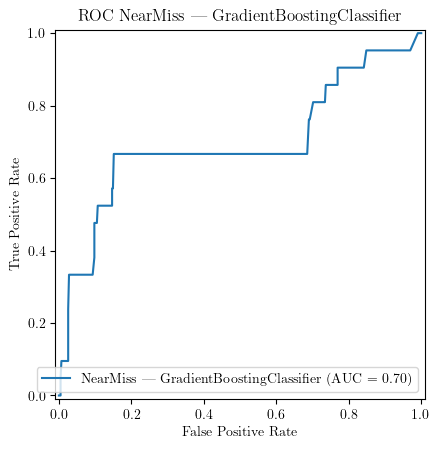 ROC NearMiss — GradientBoostingClassifier
1.0
0.8
0.6
0.4
0.2
0.0
True Positive Rate
NearMiss — GradientBoostingClassifier (AUC = 0.70)
0.0 0.2 0.4 0.6 0.8 1.0
False Positive Rate